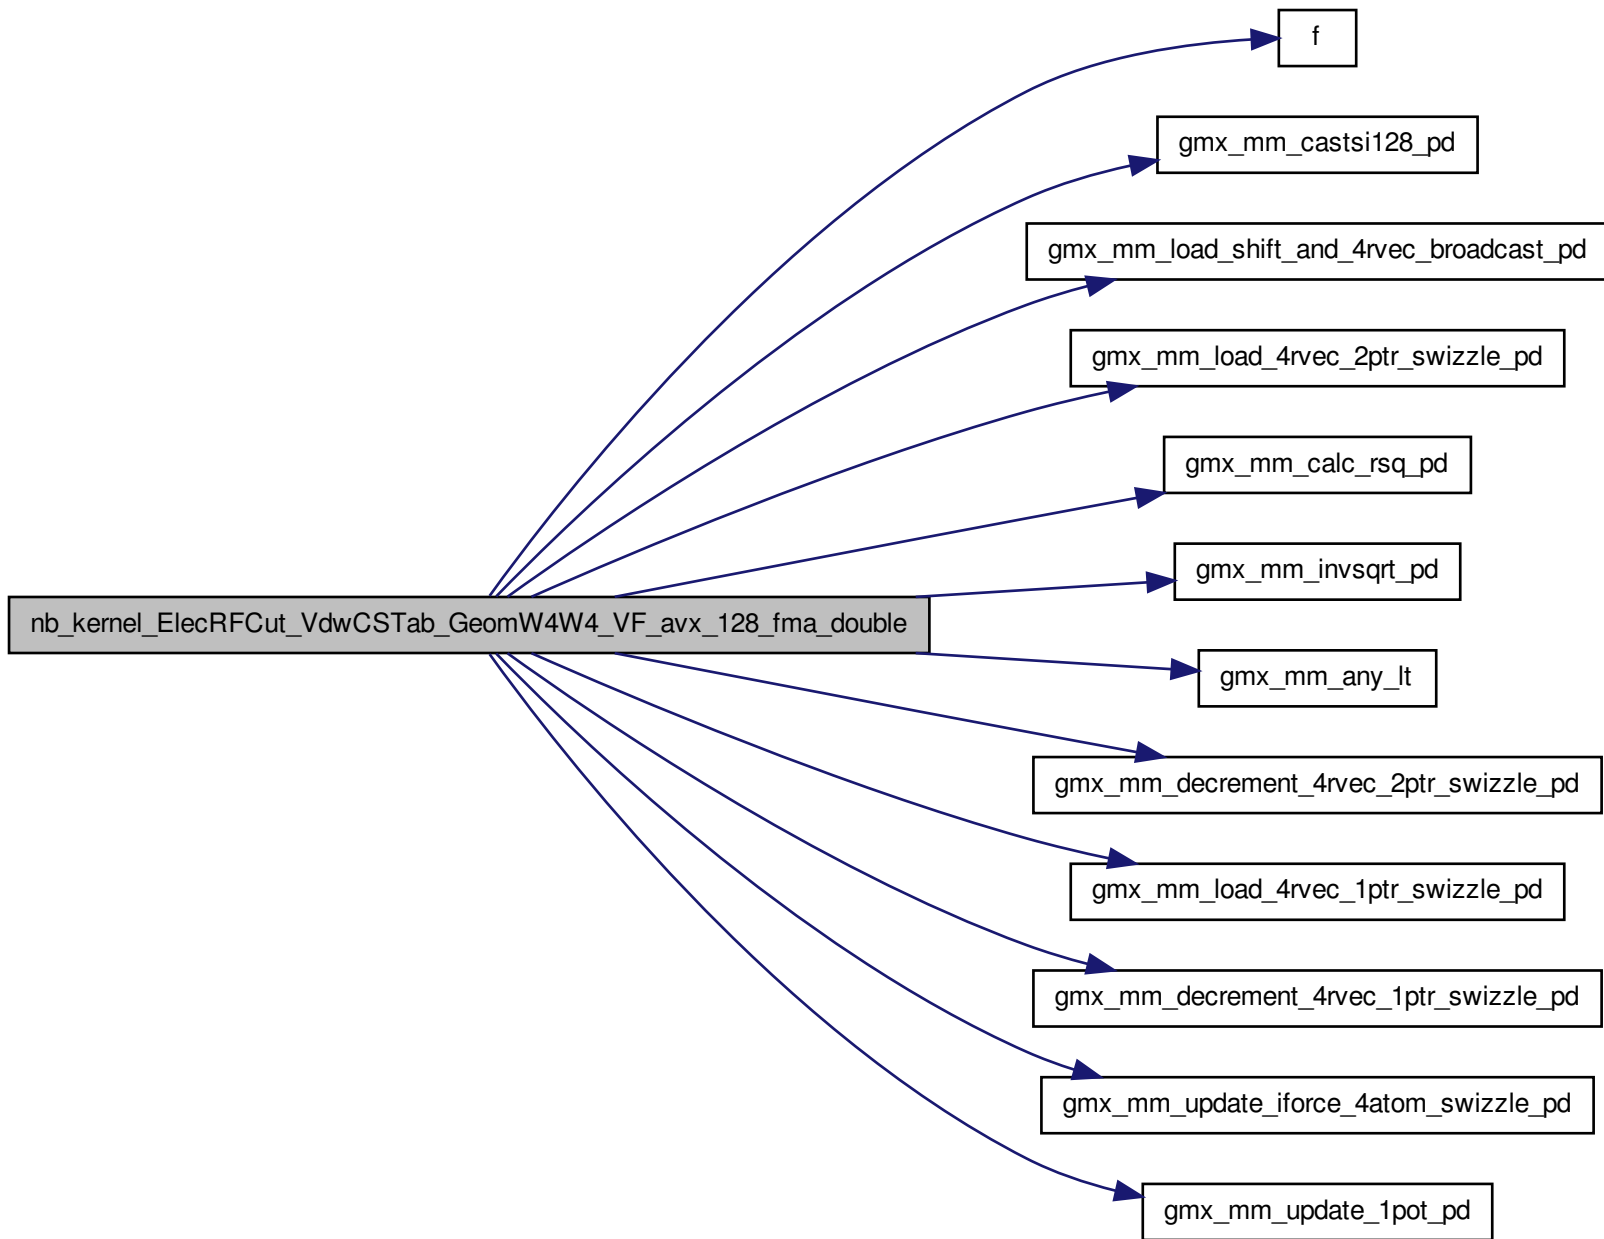 f
gmx_mm_castsi128_pd
gmx_mm_load_shift_and_4rvec_broadcast_pd
gmx_mm_load_4rvec_2ptr_swizzle_pd
gmx_mm_calc_rsq_pd
gmx_mm_invsqrt_pd
nb_kernel_ElecRFCut_VdwCSTab_GeomW4W4_VF_avx_128_fma_double
gmx_mm_any_lt
gmx_mm_decrement_4rvec_2ptr_swizzle_pd
gmx_mm_load_4rvec_1ptr_swizzle_pd
gmx_mm_decrement_4rvec_1ptr_swizzle_pd
gmx_mm_update_iforce_4atom_swizzle_pd
gmx_mm_update_1pot_pd